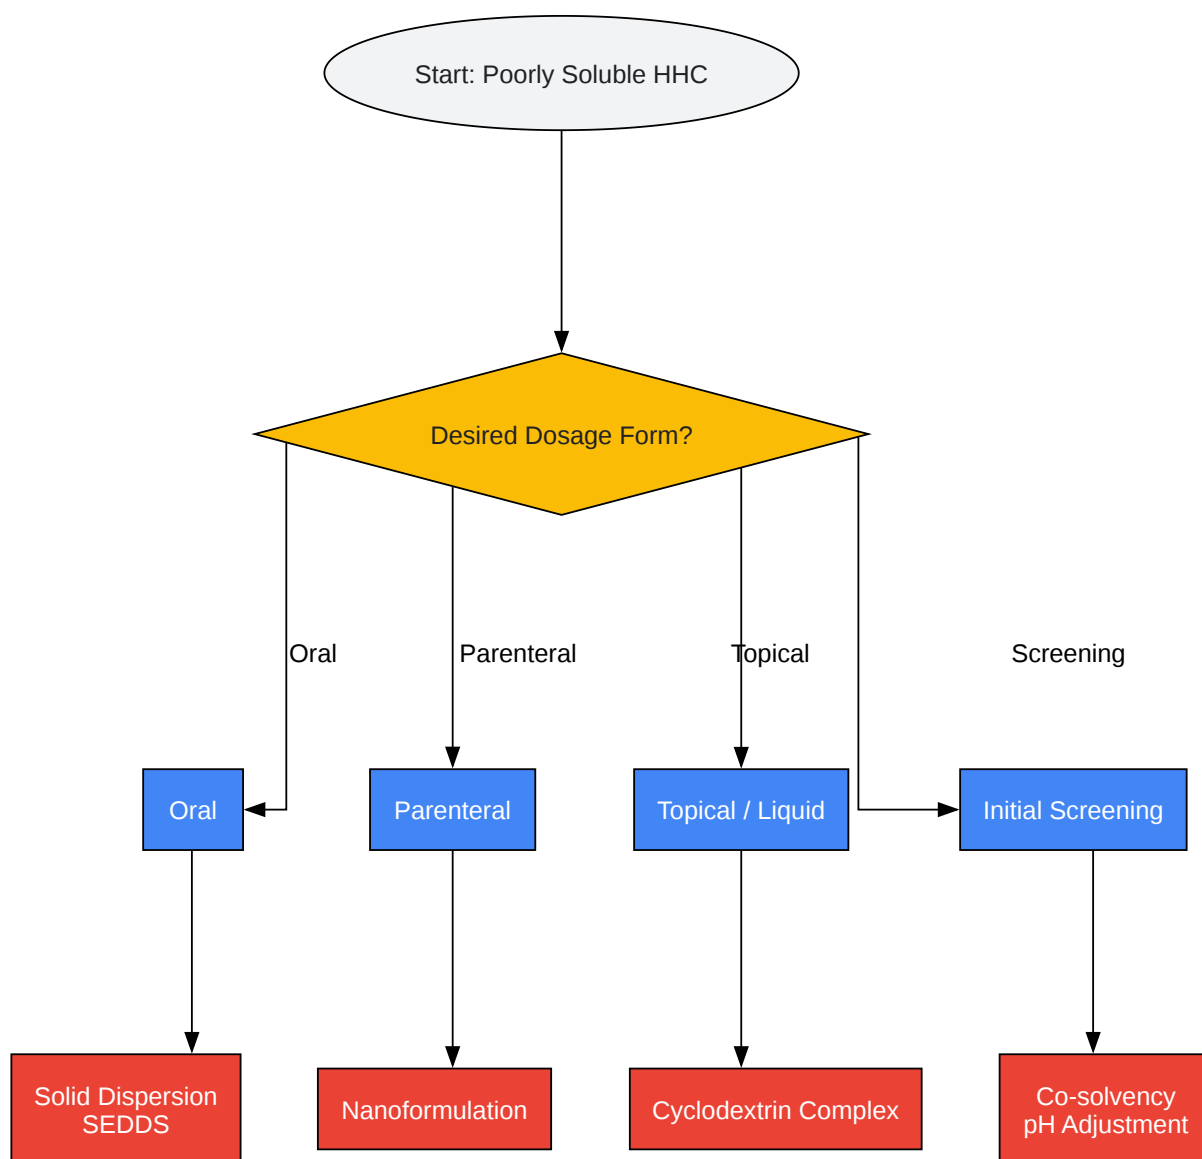 Start: Poorly Soluble HHC
Desired Dosage Form?
Oral
Parenteral
Topical
Screening
Oral
Parenteral
Topical / Liquid
Initial Screening
Solid Dispersion
SEDDS
Nanoformulation
Cyclodextrin Complex
Co-solvency
pH Adjustment